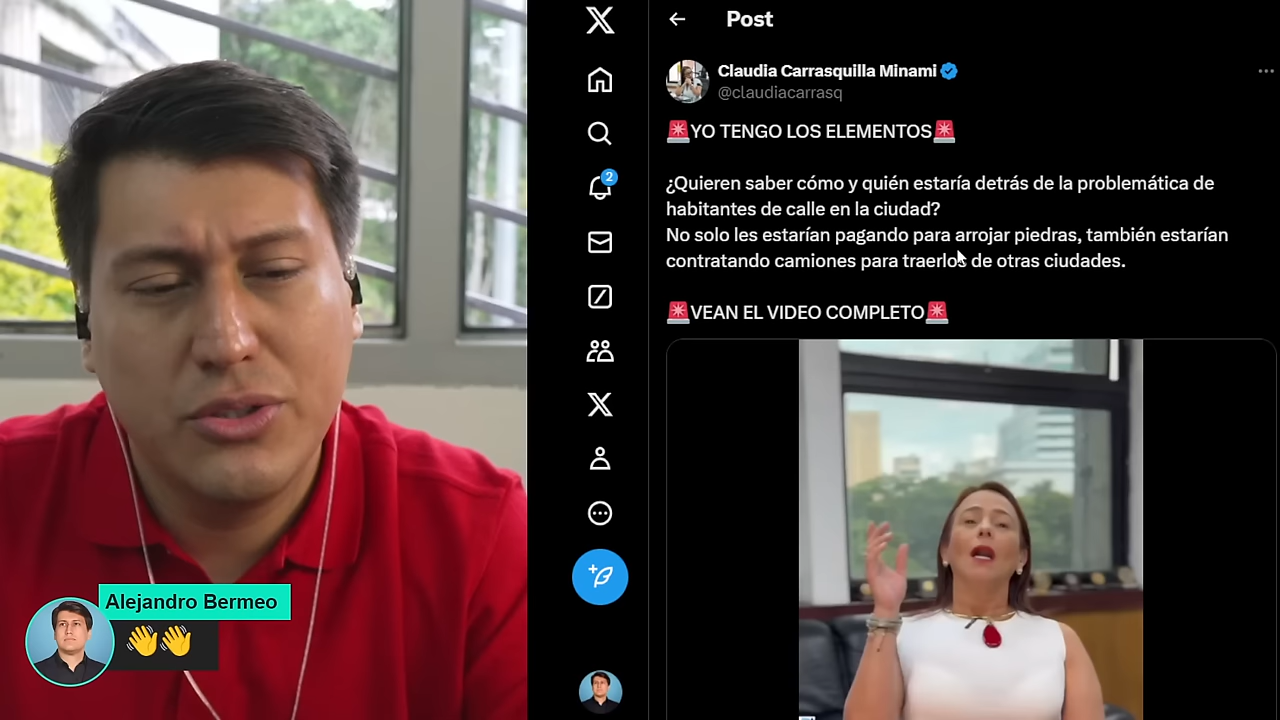 Post
Claudia Carrasquilla Minami
@claudiacarrasq
🚨YO TENGO LOS ELEMENTOS🚨
¿Quieren saber cómo y quién estaría detrás de la problemática de
habitantes de calle en la ciudad?
No solo les estarían pagando para arrojar piedras, también estarían
contratando camiones para traerlos de otras ciudades.
🚨VEAN EL VIDEO COMPLETO🚨
2
Alejandro Bermeo
👋👋